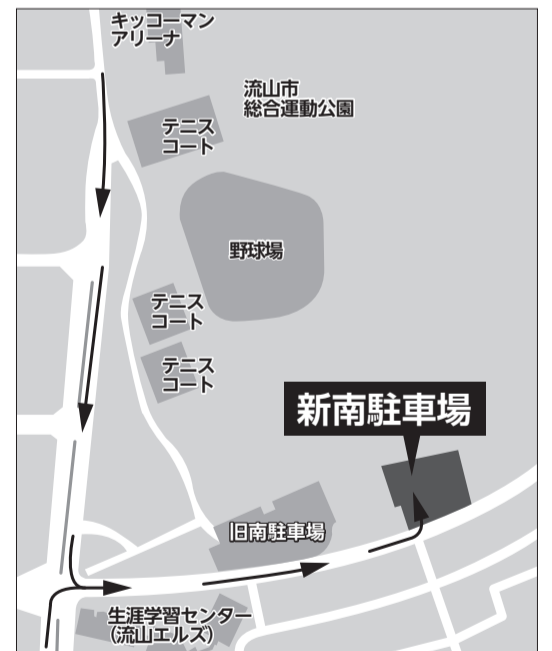 キッコーマン
アリーナ
流山市
総合運動公園
テニス
コート
野球場
テニス
コート
テニス
コート
新南駐車場
旧南駐車場
生涯学習センター
(流山エルズ)